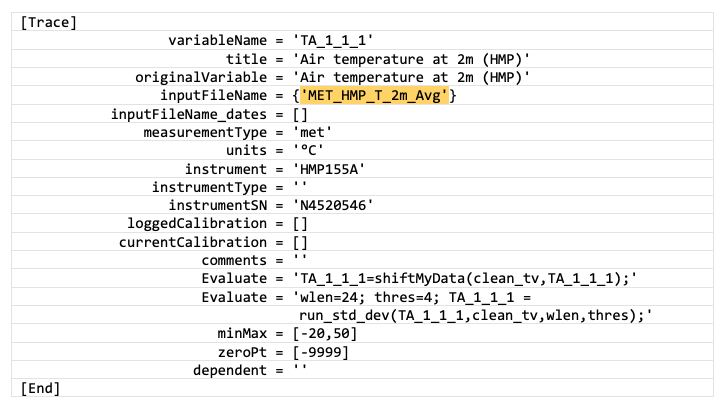 [Trace]
variableName = 'TA_1_1_1'
title = 'Air temperature at 2m (HMP)'
originalVariable = 'Air temperature at 2m (HMP)'
inputFileName = {'MET_HMP_T_2m_Avg'}
inputFileName_dates = []
measurementType = 'met'
units = '°C'
instrument = 'HMP155A'
instrumentType = ''
instrumentSN = 'N4520546'
loggedCalibration = []
currentCalibration = []
comments = ''
Evaluate = 'TA_1_1_1=shiftMyData(clean_tv,TA_1_1_1);'
Evaluate = 'wlen=24; thres=4; TA_1_1_1 =
run_std_dev(TA_1_1_1,clean_tv,wlen,thres);'
minMax = [-20,50]
zeroPt = [-9999]
dependent = ''
[End]